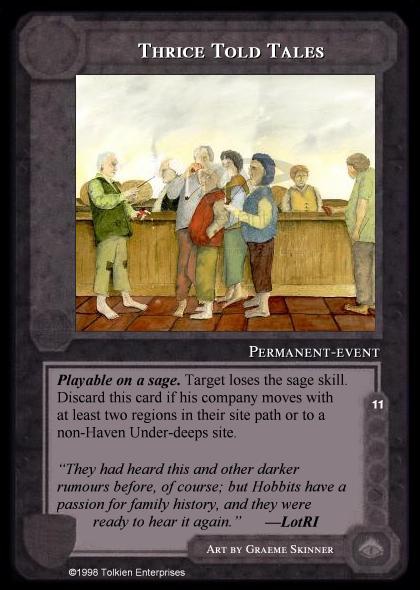 Thrice Told Tales
Permanent-event
Playable on a sage. Target loses the sage skill.
Discard this card if his company moves with
at least two regions in their site path or to a
non-Haven Under-deeps site.
11
“They had heard this and other darker
rumours before, of course; but Hobbits have a
passion for family history, and they were
ready to hear it again.” —LotRI
Art by Graeme Skinner
©1998 Tolkien Enterprises